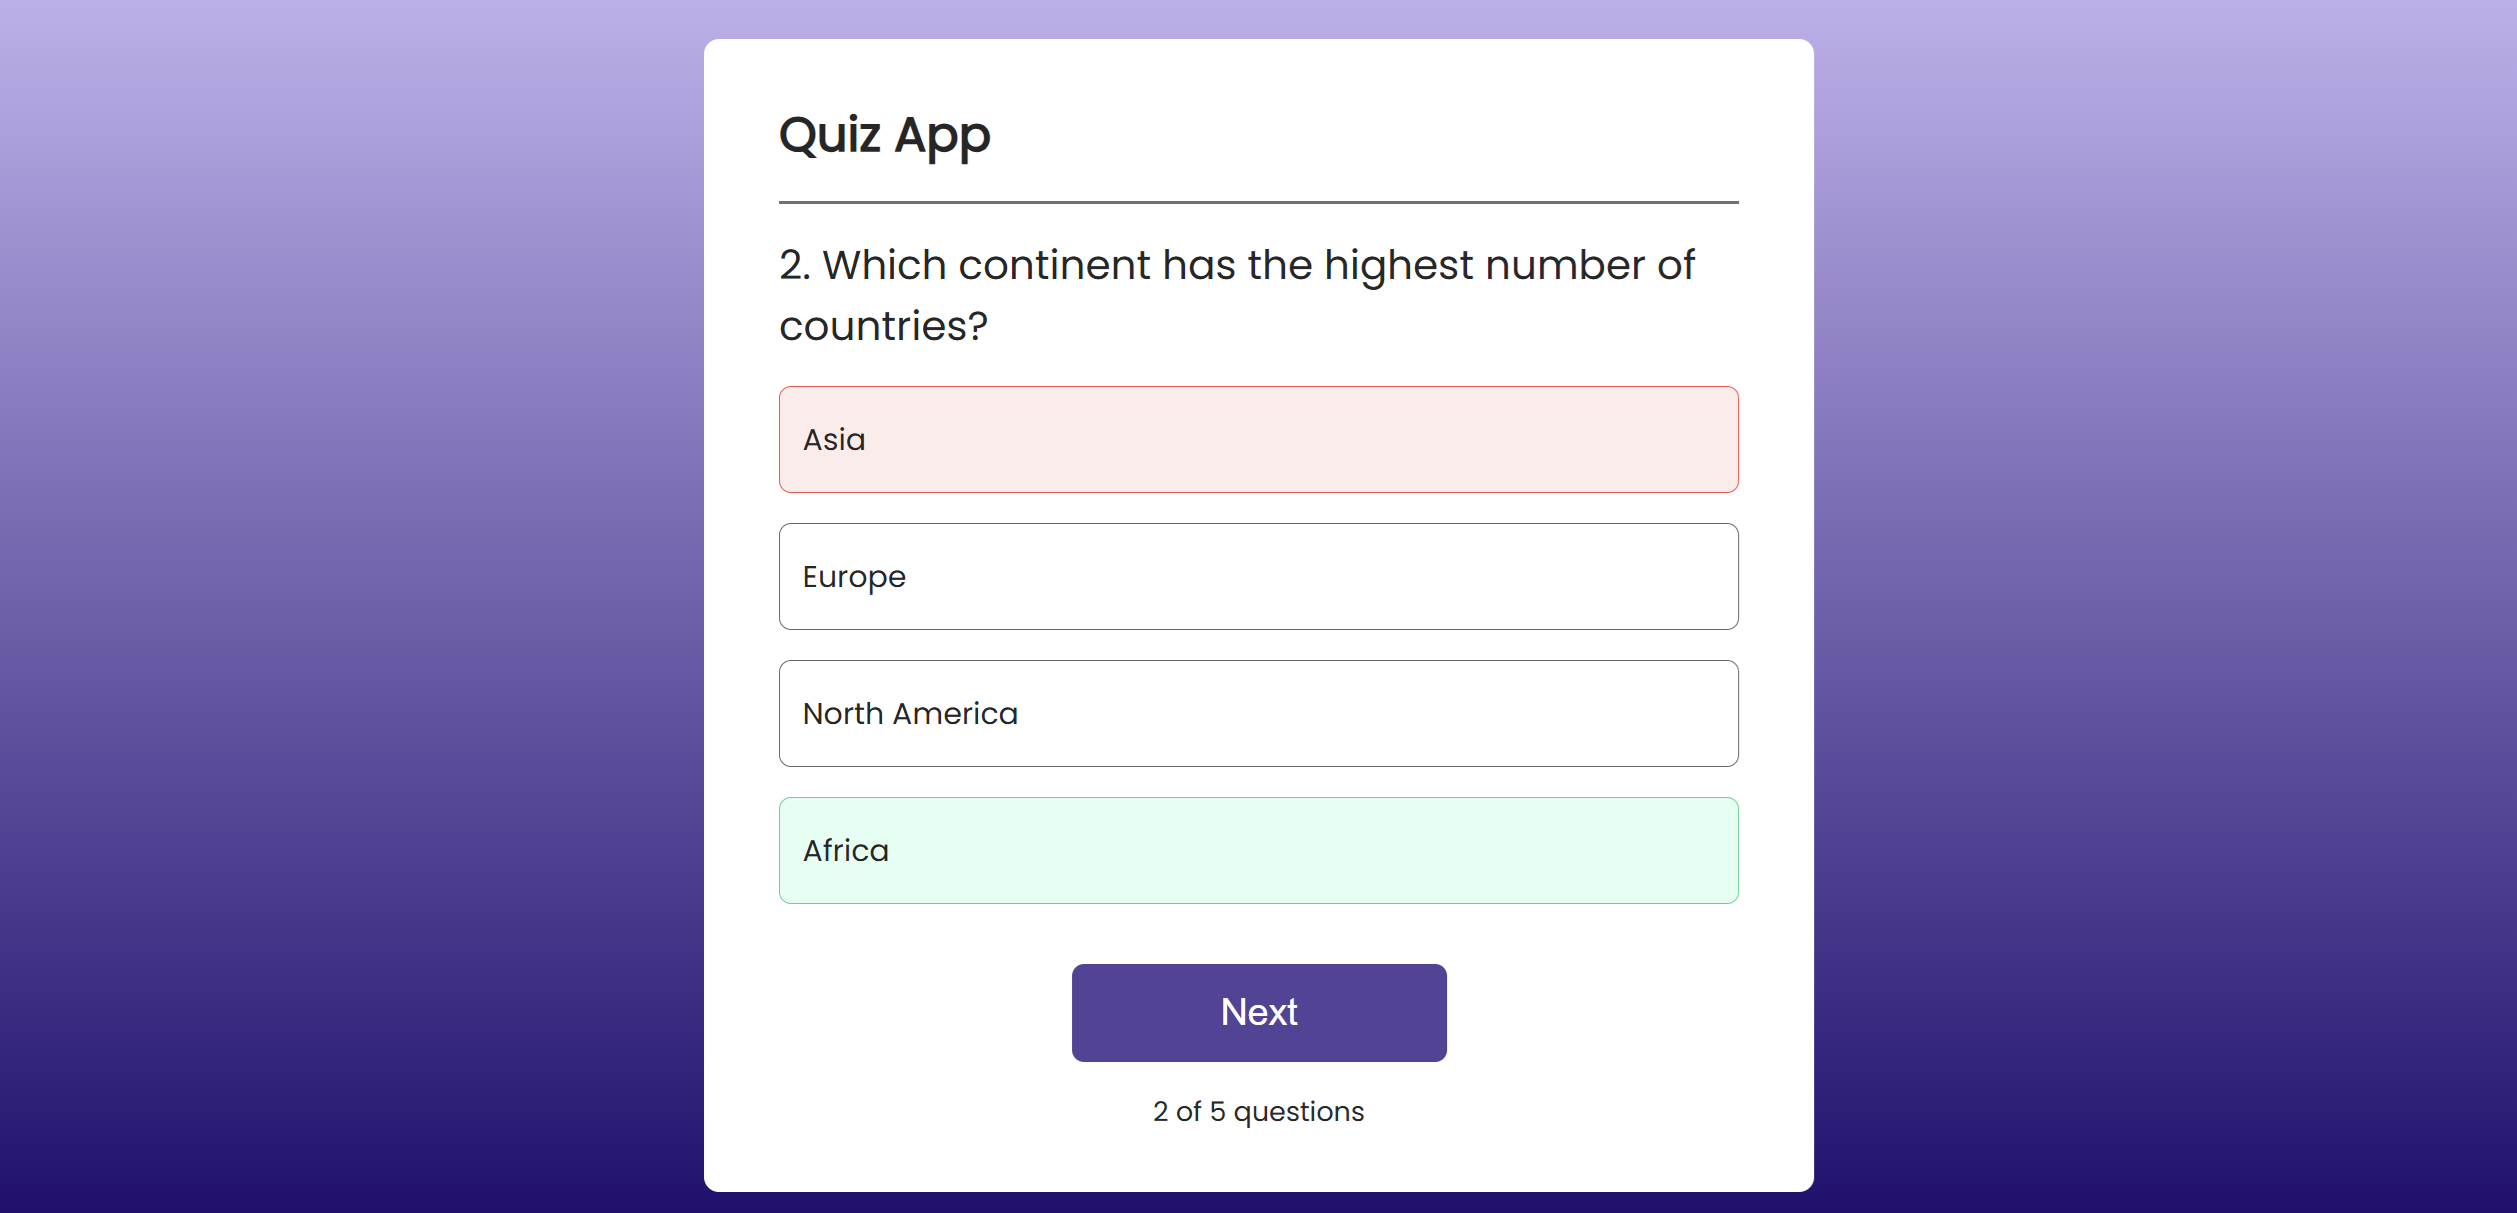 Quiz App
2. Which continent has the highest number of
countries?
Asia
Europe
North America
Africa
Next
2 of 5 questions